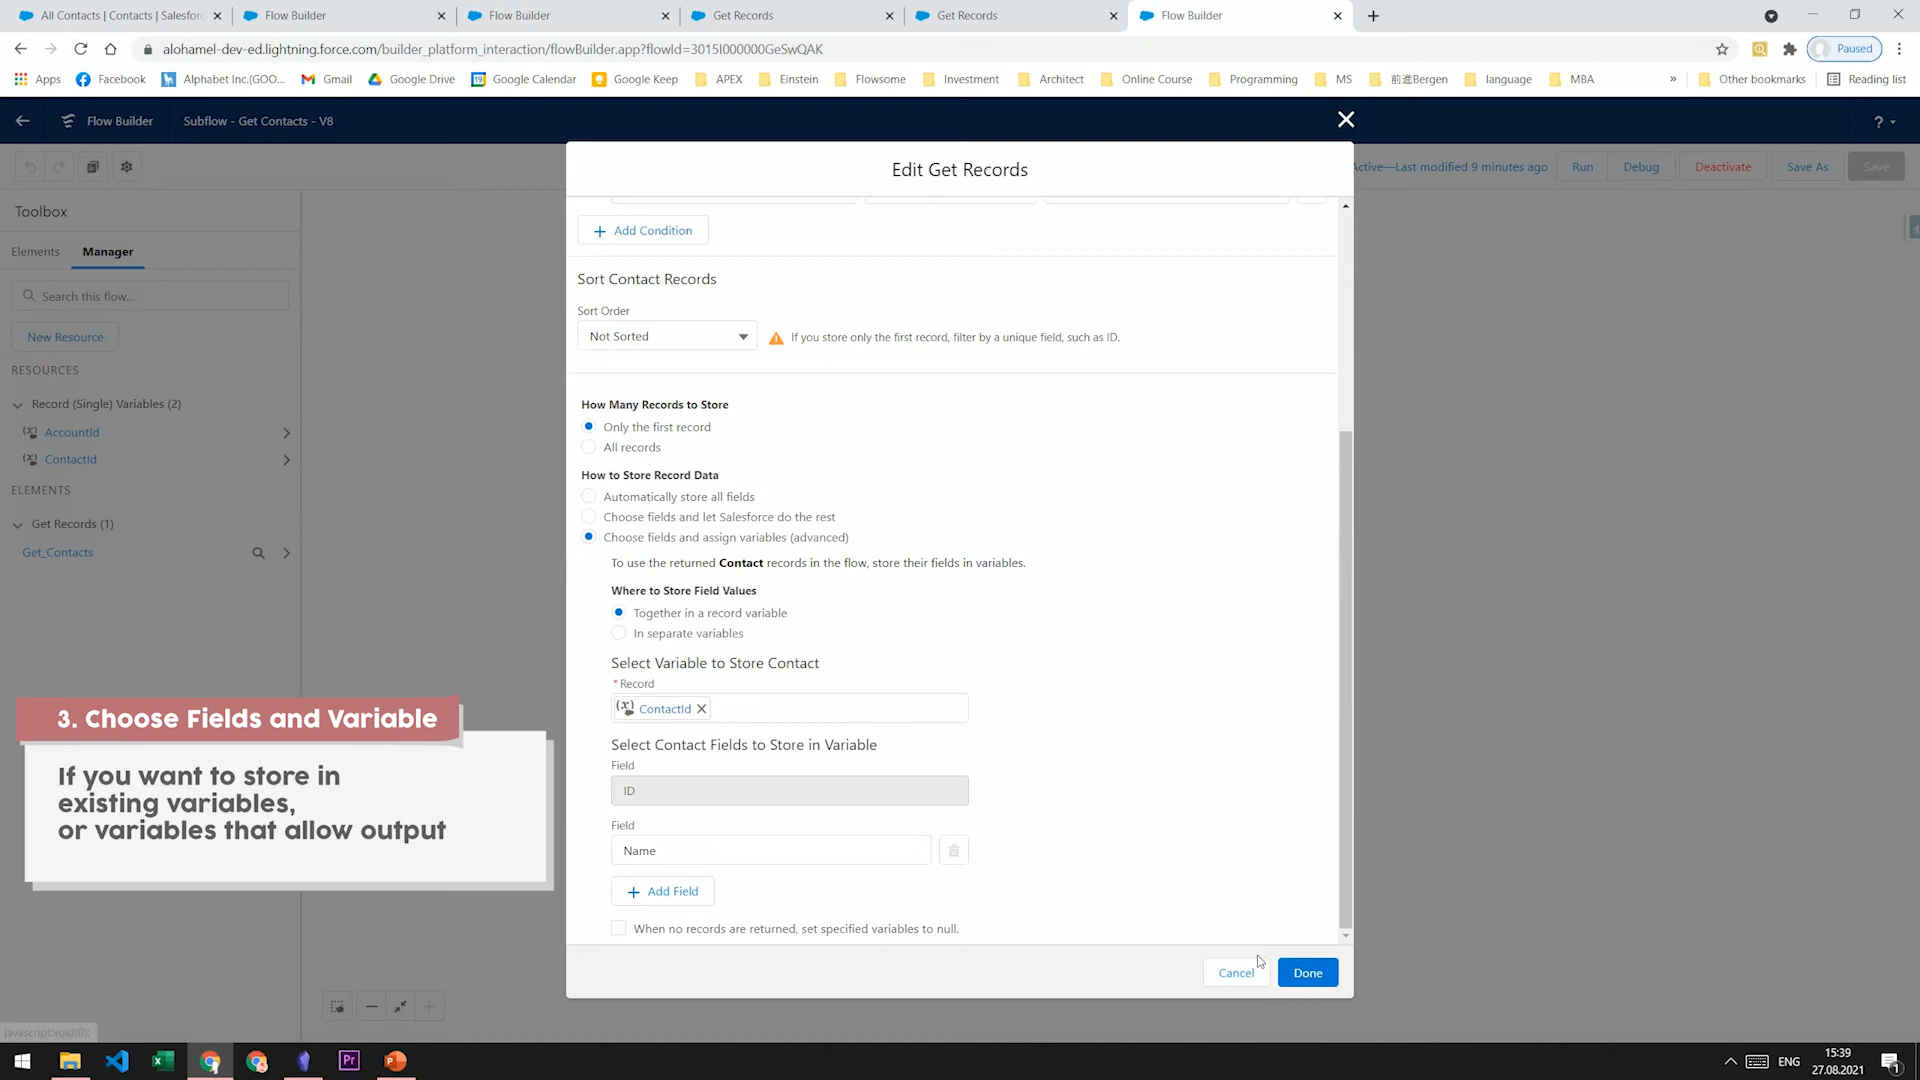 All Contacts | Contacts | Salesforc
Flow Builder
Flow Builder
Get Records
Get Records
Flow Builder
alohamel-dev-ed.lightning.force.com/builder_platform_interaction/flowBuilder.app?flowId=3015I000000GeSwQAK
Paused
Apps
Facebook
Alphabet Inc.(GOO...
Gmail
Google Drive
Google Calendar
Google Keep
APEX
Einstein
Flowsome
Investment
Architect
Online Course
Programming
MS
前進Bergen
language
MBA
»
Other bookmarks
Reading list
Flow Builder
Subflow - Get Contacts - V8
?
Active—Last modified 9 minutes ago
Run
Debug
Deactivate
Save As
Save
Toolbox
Elements
Manager
Search this flow...
New Resource
RESOURCES
Record (Single) Variables (2)
AccountId
ContactId
ELEMENTS
Get Records (1)
Get_Contacts
Edit Get Records
+ Add Condition
Sort Contact Records
Sort Order
Not Sorted
If you store only the first record, filter by a unique field, such as ID.
How Many Records to Store
Only the first record
All records
How to Store Record Data
Automatically store all fields
Choose fields and let Salesforce do the rest
Choose fields and assign variables (advanced)
To use the returned Contact records in the flow, store their fields in variables.
Where to Store Field Values
Together in a record variable
In separate variables
Select Variable to Store Contact
* Record
ContactId
Select Contact Fields to Store in Variable
Field
ID
Field
Name
+ Add Field
When no records are returned, set specified variables to null.
Cancel
Done
3. Choose Fields and Variable
If you want to store in
existing variables,
or variables that allow output
javascript:void(0);
ENG
15:39
27.08.2021
1